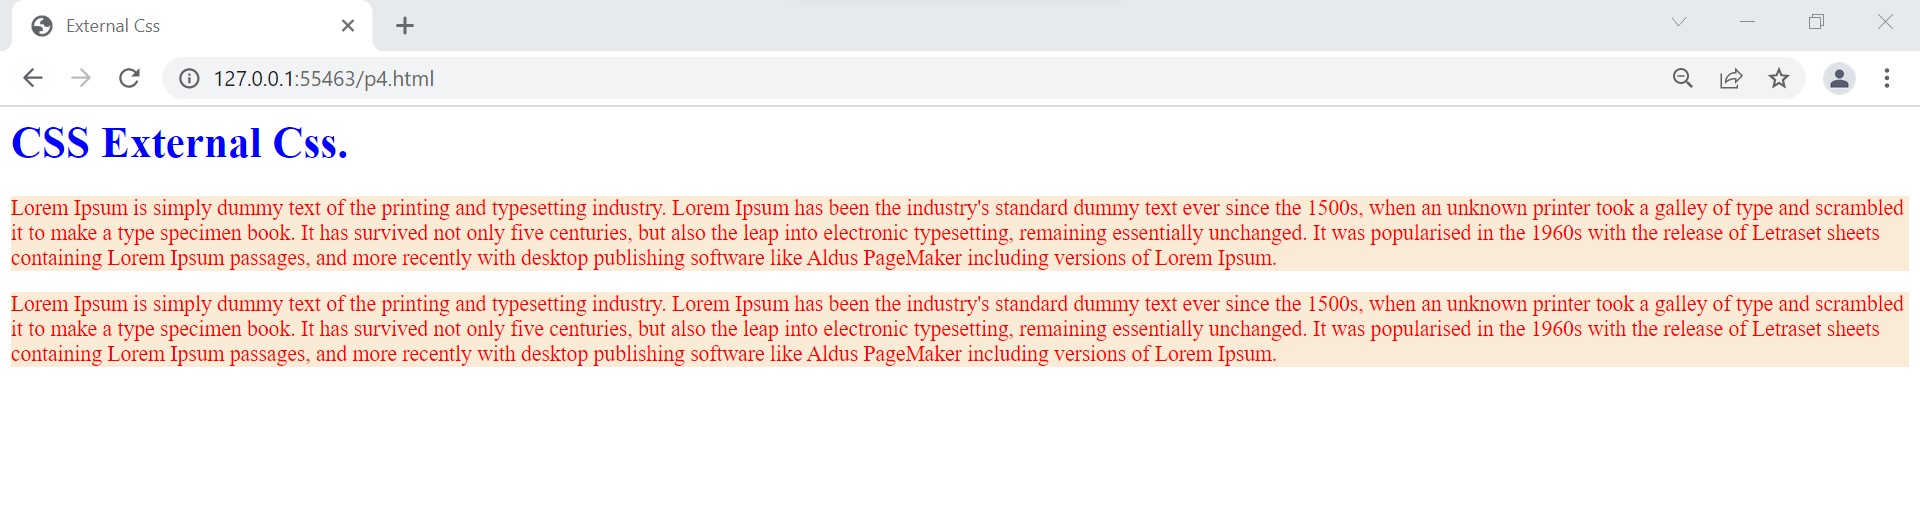 External Css
127.0.0.1:55463/p4.html
CSS External Css.
Lorem Ipsum is simply dummy text of the printing and typesetting industry. Lorem Ipsum has been the industry's standard dummy text ever since the 1500s, when an unknown printer took a galley of type and scrambled
it to make a type specimen book. It has survived not only five centuries, but also the leap into electronic typesetting, remaining essentially unchanged. It was popularised in the 1960s with the release of Letraset sheets
containing Lorem Ipsum passages, and more recently with desktop publishing software like Aldus PageMaker including versions of Lorem Ipsum.
Lorem Ipsum is simply dummy text of the printing and typesetting industry. Lorem Ipsum has been the industry's standard dummy text ever since the 1500s, when an unknown printer took a galley of type and scrambled
it to make a type specimen book. It has survived not only five centuries, but also the leap into electronic typesetting, remaining essentially unchanged. It was popularised in the 1960s with the release of Letraset sheets
containing Lorem Ipsum passages, and more recently with desktop publishing software like Aldus PageMaker including versions of Lorem Ipsum.